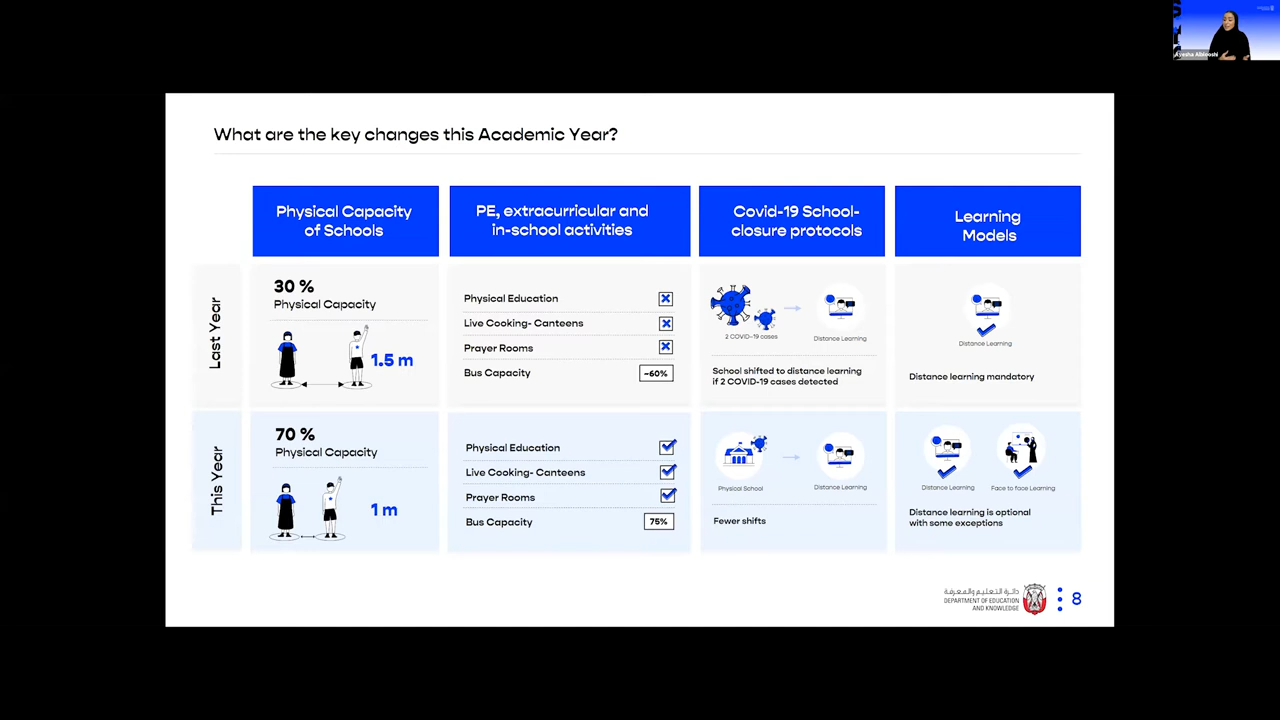 Ayesha Alblooshi
What are the key changes this Academic Year?
Physical Capacity
of Schools
PE, extracurricular and
in-school activities
Covid-19 School-
closure protocols
Learning
Models
Last Year
30 %
Physical Capacity
1.5 m
Physical Education
Live Cooking- Canteens
Prayer Rooms
Bus Capacity
~60%
2 COVID-19 cases
Distance Learning
School shifted to distance learning
if 2 COVID-19 cases detected
Distance Learning
Distance learning mandatory
This Year
70 %
Physical Capacity
1 m
Physical Education
Live Cooking- Canteens
Prayer Rooms
Bus Capacity
75%
Physical School
Distance Learning
Fewer shifts
Distance Learning
Face to face Learning
Distance learning is optional
with some exceptions
دائـرة التـعليـم والمـعرفـة
DEPARTMENT OF EDUCATION
AND KNOWLEDGE
8